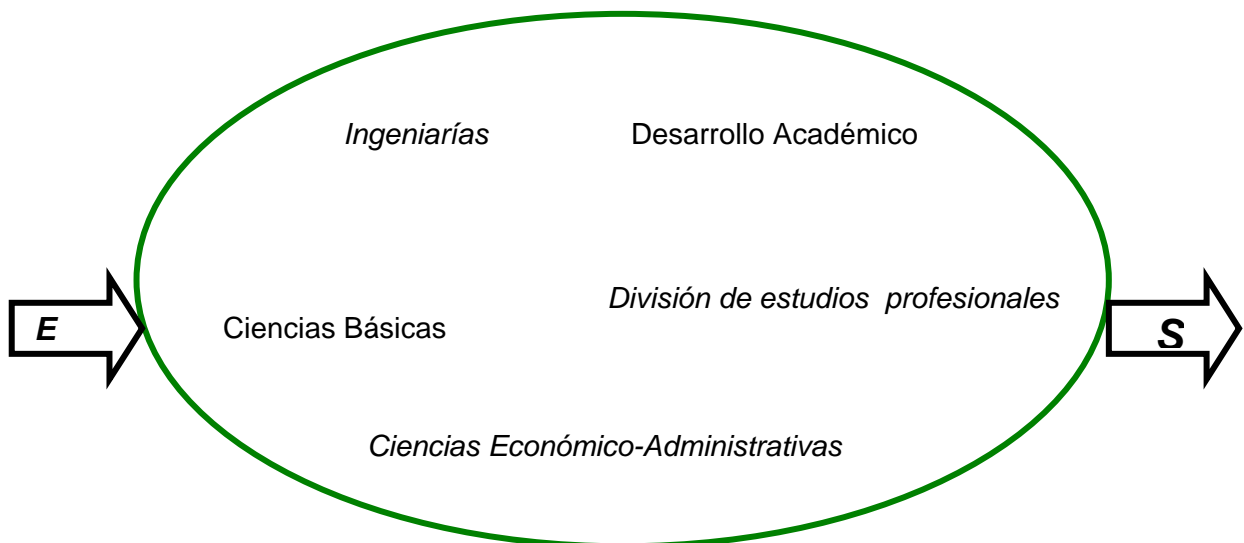 Ingeniarías
Desarrollo Académico
División de estudios  profesionales
E
Ciencias Básicas
S
Ciencias Económico-Administrativas